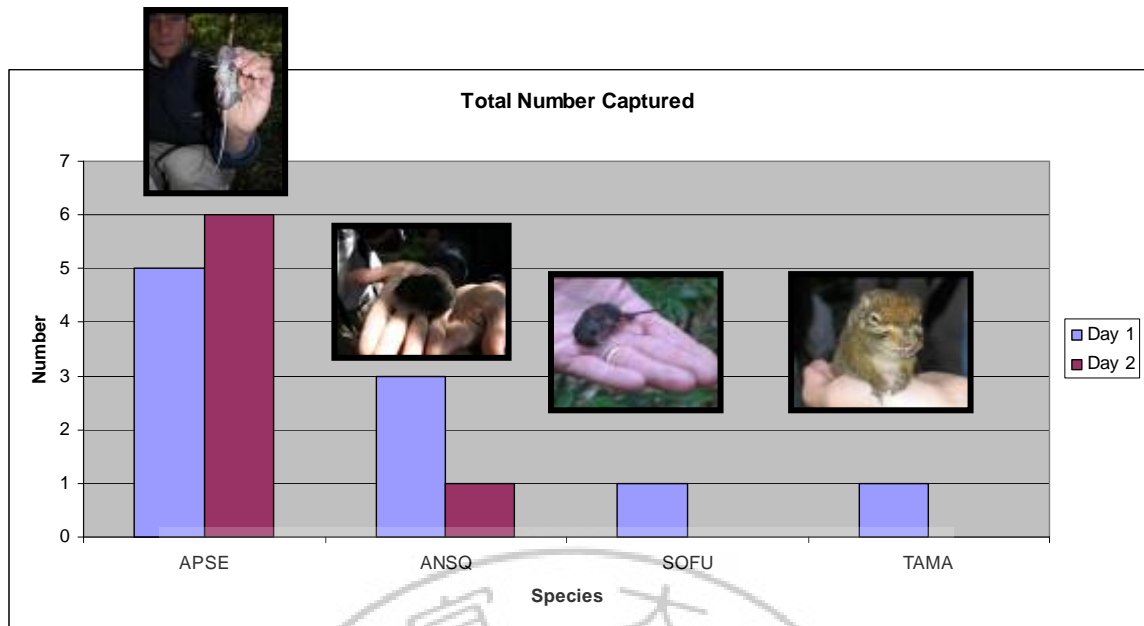 Total Number Captured
7
6
5
4
3
2
1
0
Number
APSE
ANSQ
SOFU
TAMA
Species
Day 1
Day 2
大